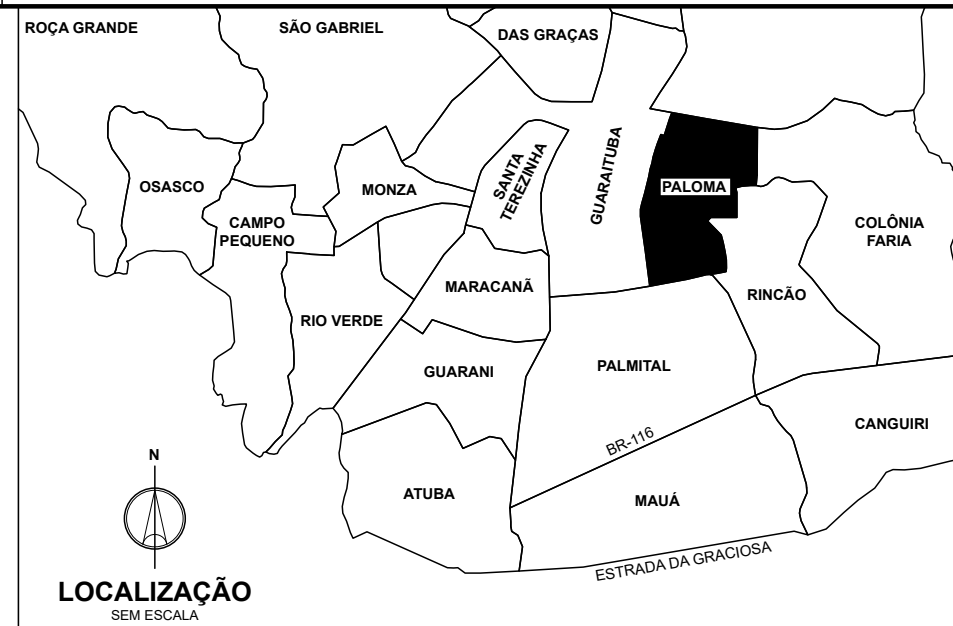 ROÇA GRANDE
SÃO GABRIEL
DAS GRAÇAS
OSASCO
MONZA
SANTA
TEREZINHA
GUARAITUBA
PALOMA
CAMPO
PEQUENO
COLÔNIA
FARIA
MARACANÃ
RINCÃO
RIO VERDE
GUARANI
PALMITAL
CANGUIRI
BR-116
ATUBA
MAUÁ
ESTRADA DA GRACIOSA
N
LOCALIZAÇÃO
SEM ESCALA